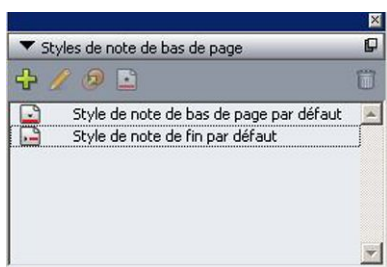 Styles de note de bas de page
Style de note de bas de page par défaut
Style de note de fin par défaut